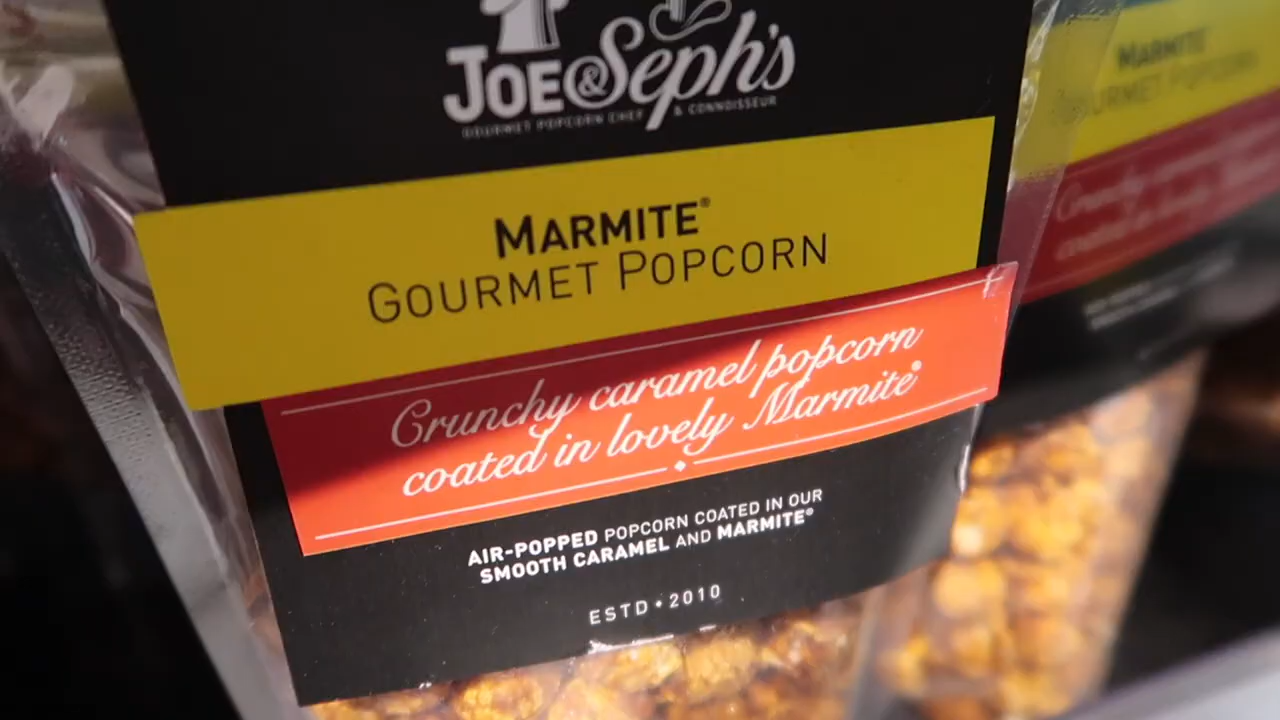 JOE & Seph's
GOURMET POPCORN CHEF & CONNOISSEUR
MARMITE®
GOURMET POPCORN
Crunchy caramel popcorn
coated in lovely Marmite®
AIR-POPPED POPCORN COATED IN OUR
SMOOTH CARAMEL AND MARMITE®
ESTD • 2010
MARMITE
GOURMET POPCORN